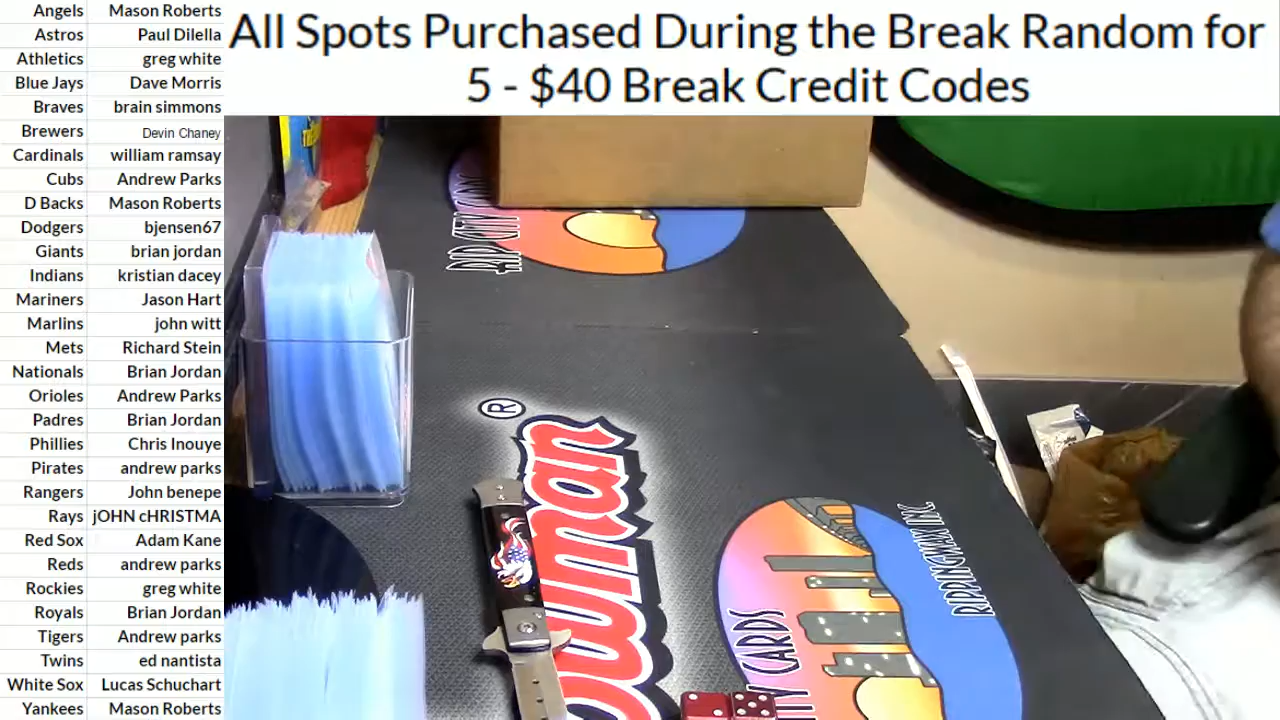 All Spots Purchased During the Break Random for
5 - $40 Break Credit Codes
Angels Mason Roberts
Astros Paul Dilella
Athletics greg white
Blue Jays Dave Morris
Braves brain simmons
Brewers Devin Chaney
Cardinals william ramsay
Cubs Andrew Parks
D Backs Mason Roberts
Dodgers bjensen67
Giants brian jordan
Indians kristian dacey
Mariners Jason Hart
Marlins john witt
Mets Richard Stein
Nationals Brian Jordan
Orioles Andrew Parks
Padres Brian Jordan
Phillies Chris Inouye
Pirates andrew parks
Rangers John benepe
Rays jOHN cHRISTMA
Red Sox Adam Kane
Reds andrew parks
Rockies greg white
Royals Brian Jordan
Tigers Andrew parks
Twins ed nantista
White Sox Lucas Schuchart
Yankees Mason Roberts
RIP CITY
owman®
RIPPINGWAX INC
CARDS